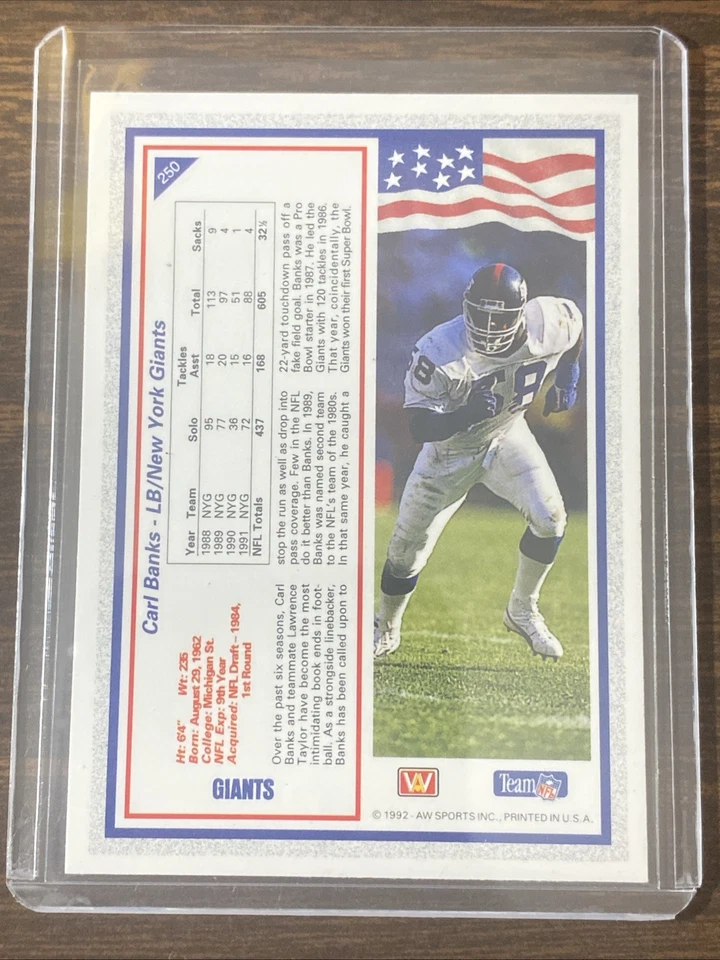 250
Carl Banks - LB/New York Giants
Ht: 6'4" Wt: 235
Born: August 29, 1962
College: Michigan St.
NFL Exp: 9th Year
Acquired: NFL Draft–1984,
1st Round
GIANTS
Tackles
Year Team Solo Asst Total Sacks
1988 NYG 95 18 113 9
1989 NYG 77 20 97 4
1990 NYG 36 15 51 1
1991 NYG 72 16 88 4
NFL Totals 437 168 605 32½
Over the past six seasons, Carl
Banks and teammate Lawrence
Taylor have become the most
intimidating book ends in foot-
ball. As a strongside linebacker,
Banks has been called upon to
stop the run as well as drop into
pass coverage. Few in the NFL
do it better than Banks. In 1989,
Banks was named second team
to the NFL's team of the 1980s.
In that same year, he caught a
22-yard touchdown pass off a
fake field goal. Banks was a Pro
Bowl starter in 1987. He led the
Giants with 120 tackles in 1986.
That year, coincidentally, the
Giants won their first Super Bowl.
58
8
AW
Team NFL
© 1992 - AW SPORTS INC., PRINTED IN U.S.A.